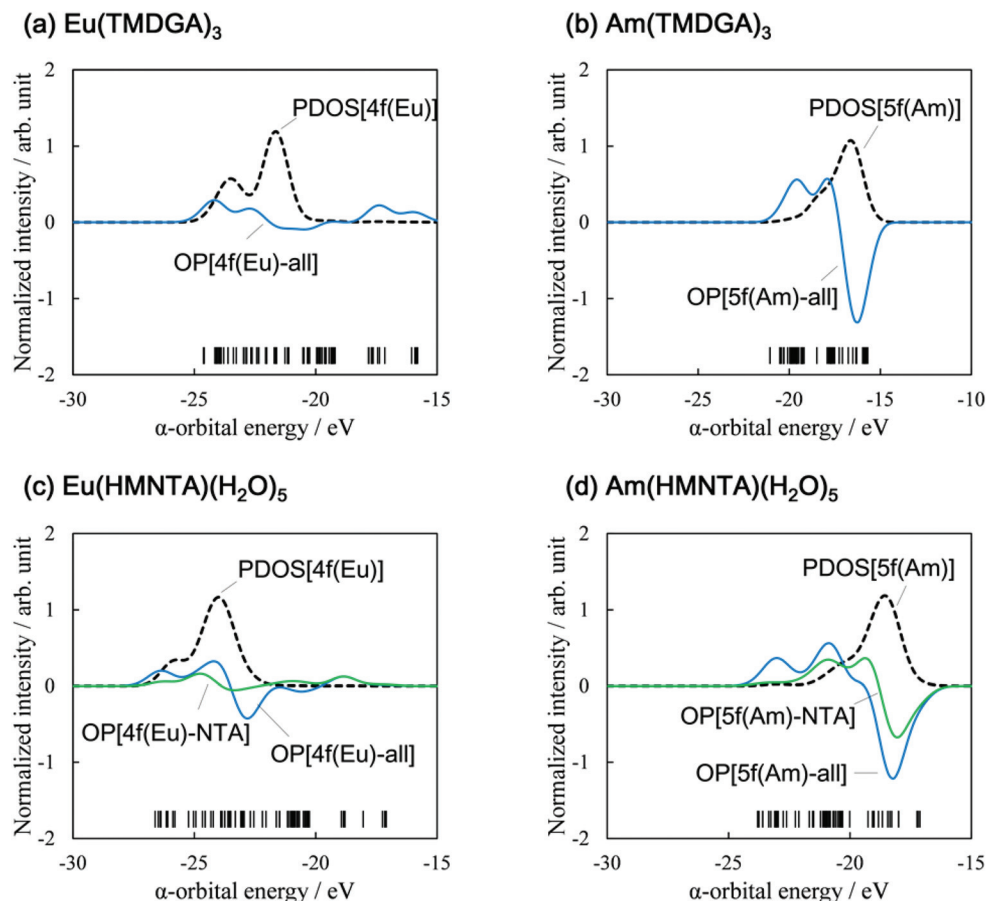 (a) Eu(TMDGA)₃
Normalized intensity / arb. unit
2
1
0
-1
-2
PDOS[4f(Eu)]
OP[4f(Eu)-all]
-30
-25
-20
-15
α-orbital energy / eV
(b) Am(TMDGA)₃
Normalized intensity / arb. unit
2
1
0
-1
-2
PDOS[5f(Am)]
OP[5f(Am)-all]
-30
-25
-20
-15
-10
α-orbital energy / eV
(c) Eu(HMNTA)(H₂O)₅
Normalized intensity / arb. unit
2
1
0
-1
-2
PDOS[4f(Eu)]
OP[4f(Eu)-NTA]
OP[4f(Eu)-all]
-30
-25
-20
-15
α-orbital energy / eV
(d) Am(HMNTA)(H₂O)₅
Normalized intensity / arb. unit
2
1
0
-1
-2
PDOS[5f(Am)]
OP[5f(Am)-NTA]
OP[5f(Am)-all]
-30
-25
-20
-15
α-orbital energy / eV